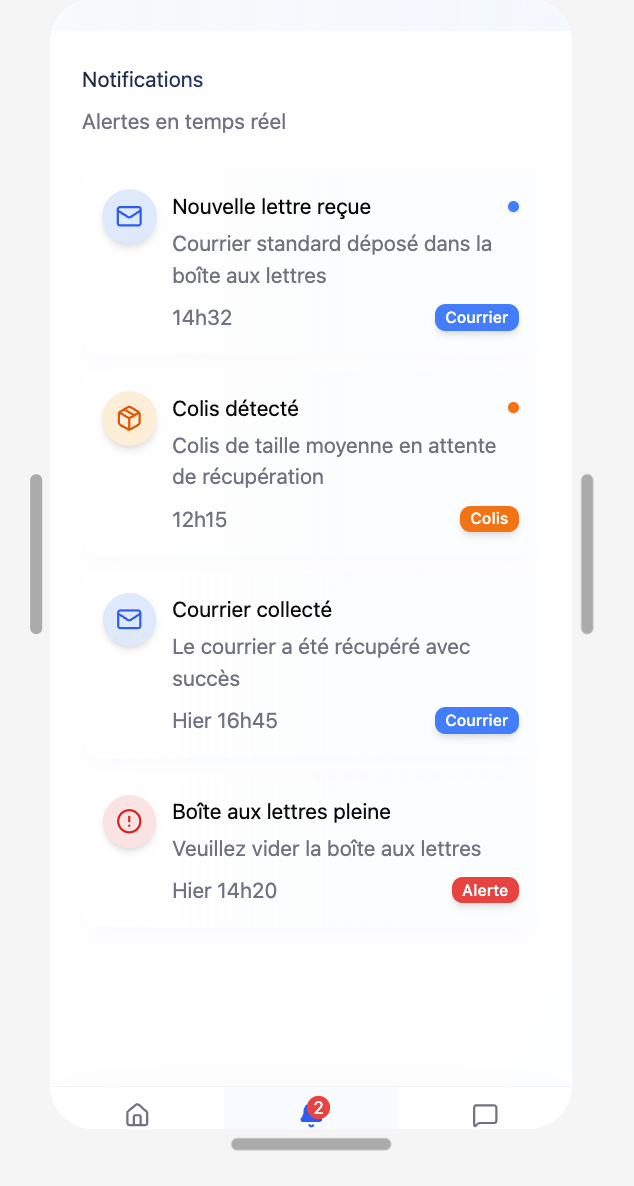 Notifications
Alertes en temps réel
Nouvelle lettre reçue
Courrier standard déposé dans la
boîte aux lettres
14h32
Courrier
Colis détecté
Colis de taille moyenne en attente
de récupération
12h15
Colis
Courrier collecté
Le courrier a été récupéré avec
succès
Hier 16h45
Courrier
Boîte aux lettres pleine
Veuillez vider la boîte aux lettres
Hier 14h20
Alerte
2